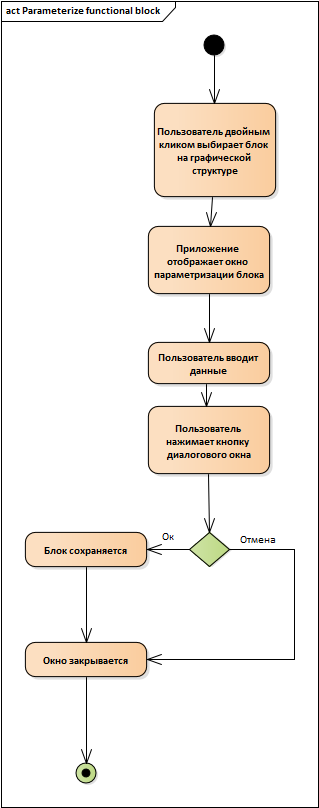 act Parameterize functional block
Пользователь двойным
кликом выбирает блок
на графической
структуре
Приложение
отображает окно
параметризации блока
Пользователь вводит
данные
Пользователь
нажимает кнопку
диалогового окна
Ок
Отмена
Блок сохраняется
Окно закрывается